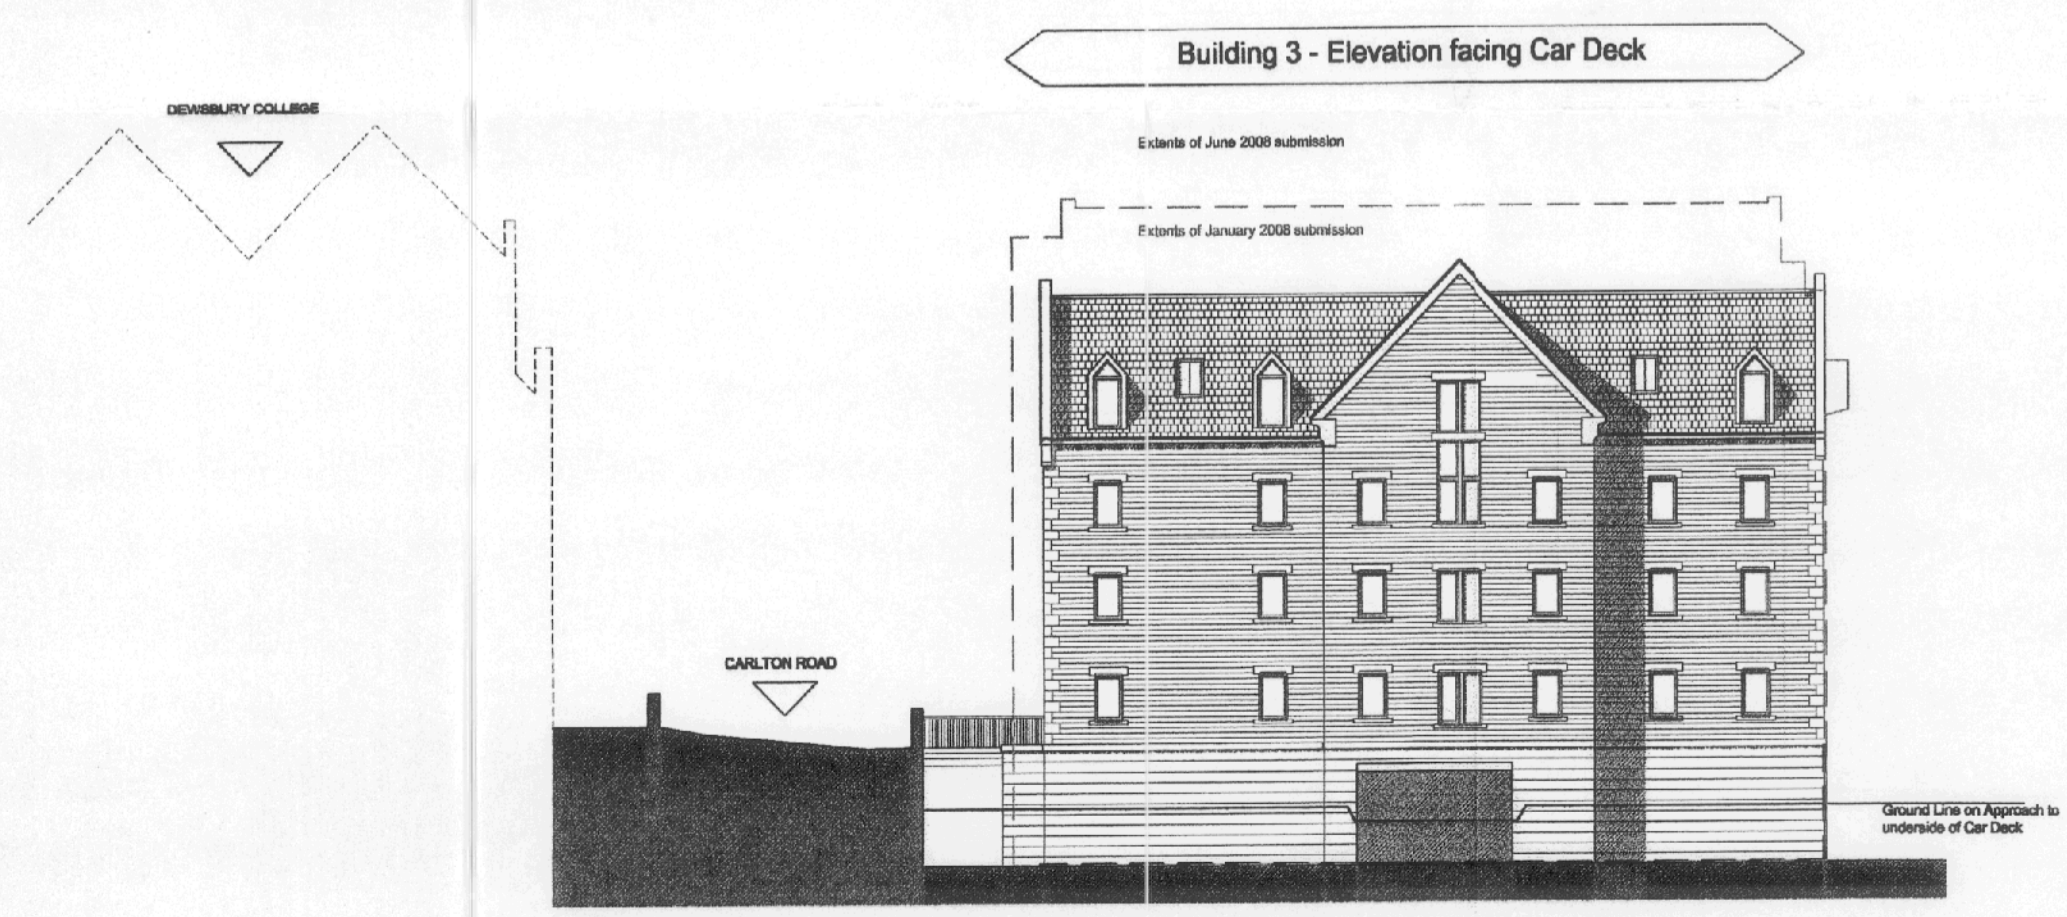 Building 3 - Elevation facing Car Deck
DEWSBURY COLLEGE
Extents of June 2008 submission
Extents of January 2008 submission
CARLTON ROAD
Ground Line on Approach to
underside of Car Deck